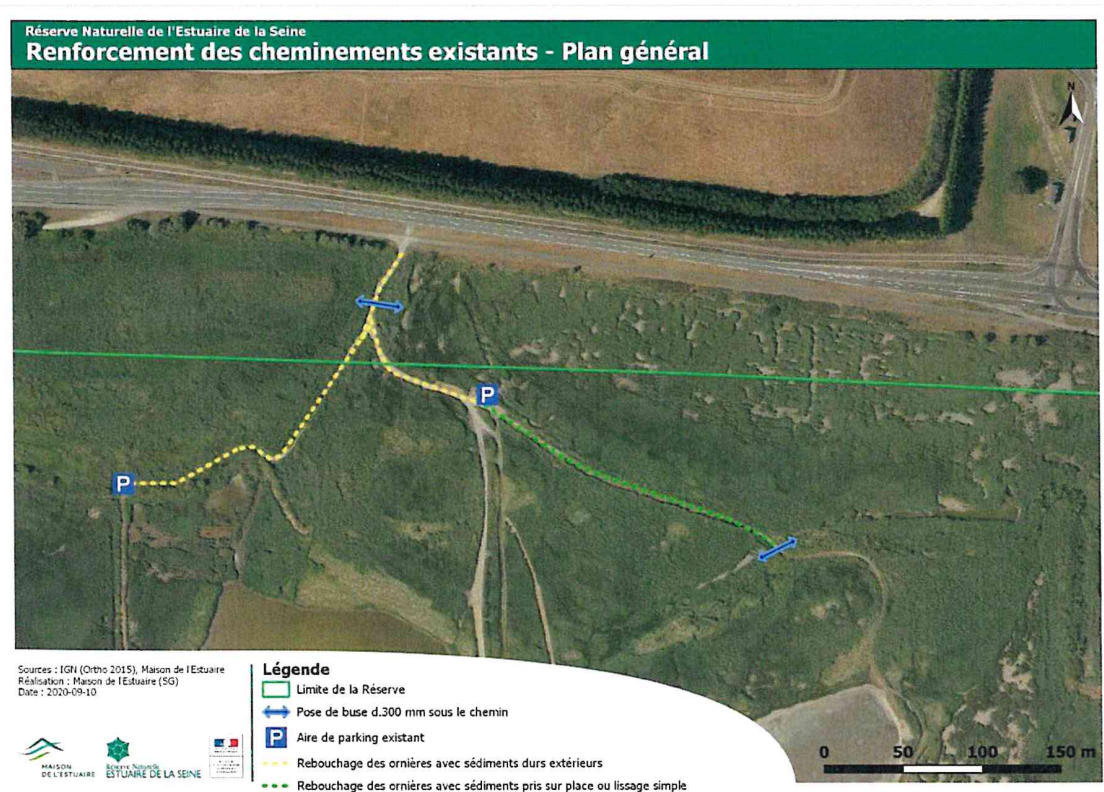 Réserve Naturelle de l'Estuaire de la Seine
Renforcement des cheminements existants - Plan général
N
P
P
Sources : IGN (Ortho 2015), Maison de l'Estuaire
Réalisation : Maison de l'Estuaire (SG)
Date : 2020-09-10
Légende
Limite de la Réserve
Pose de buse d.300 mm sous le chemin
P Aire de parking existant
Rebouchage des ornières avec sédiments durs extérieurs
Rebouchage des ornières avec sédiments pris sur place ou lissage simple
MAISON
DE L'ESTUAIRE
Réserve Naturelle
ESTUAIRE DE LA SEINE
0 50 100 150 m